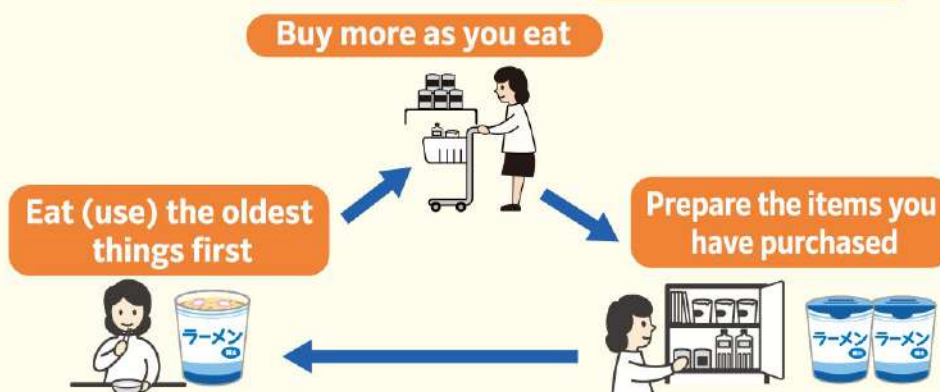 Buy more as you eat
Eat (use) the oldest
things first
Prepare the items you
have purchased
ラーメン
ラーメン
ラーメン